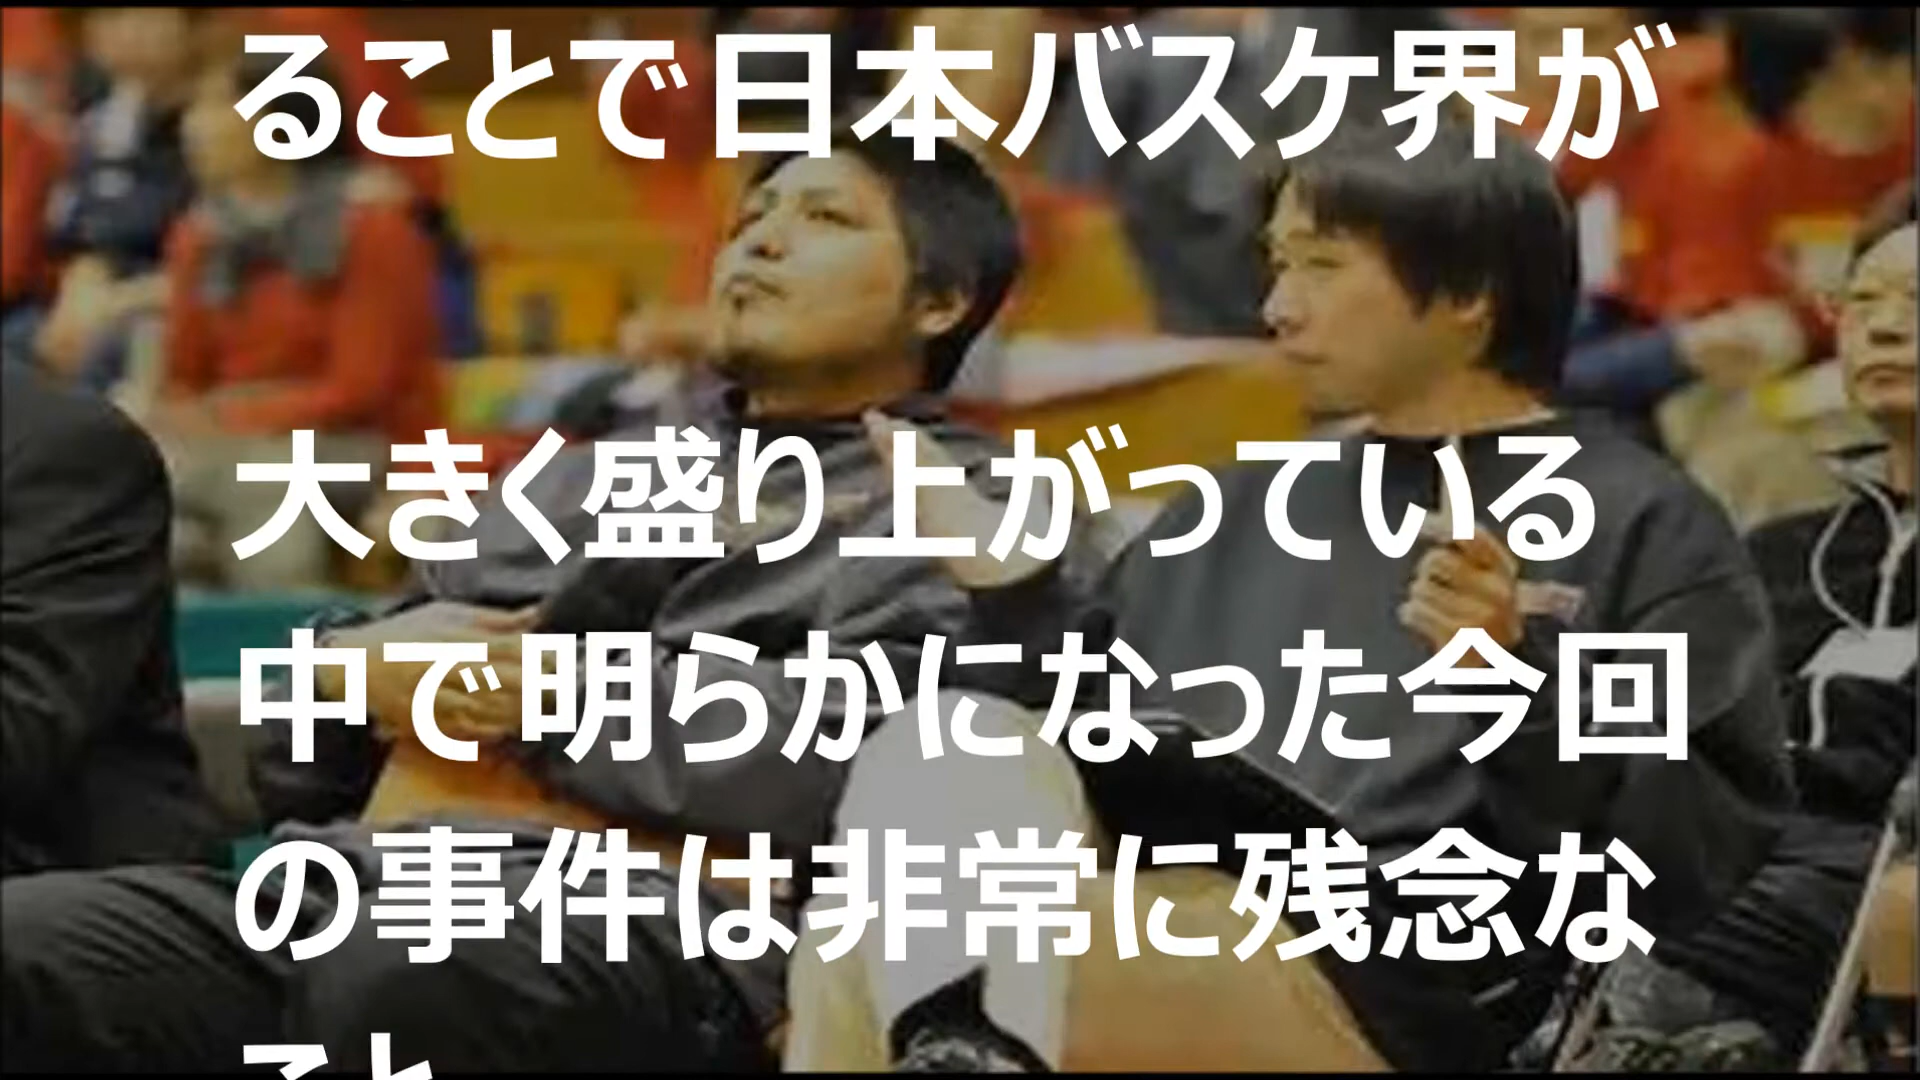 ることで日本バスケ界が
大きく盛り上がっている
中で明らかになった今回
の事件は非常に残念な
こと